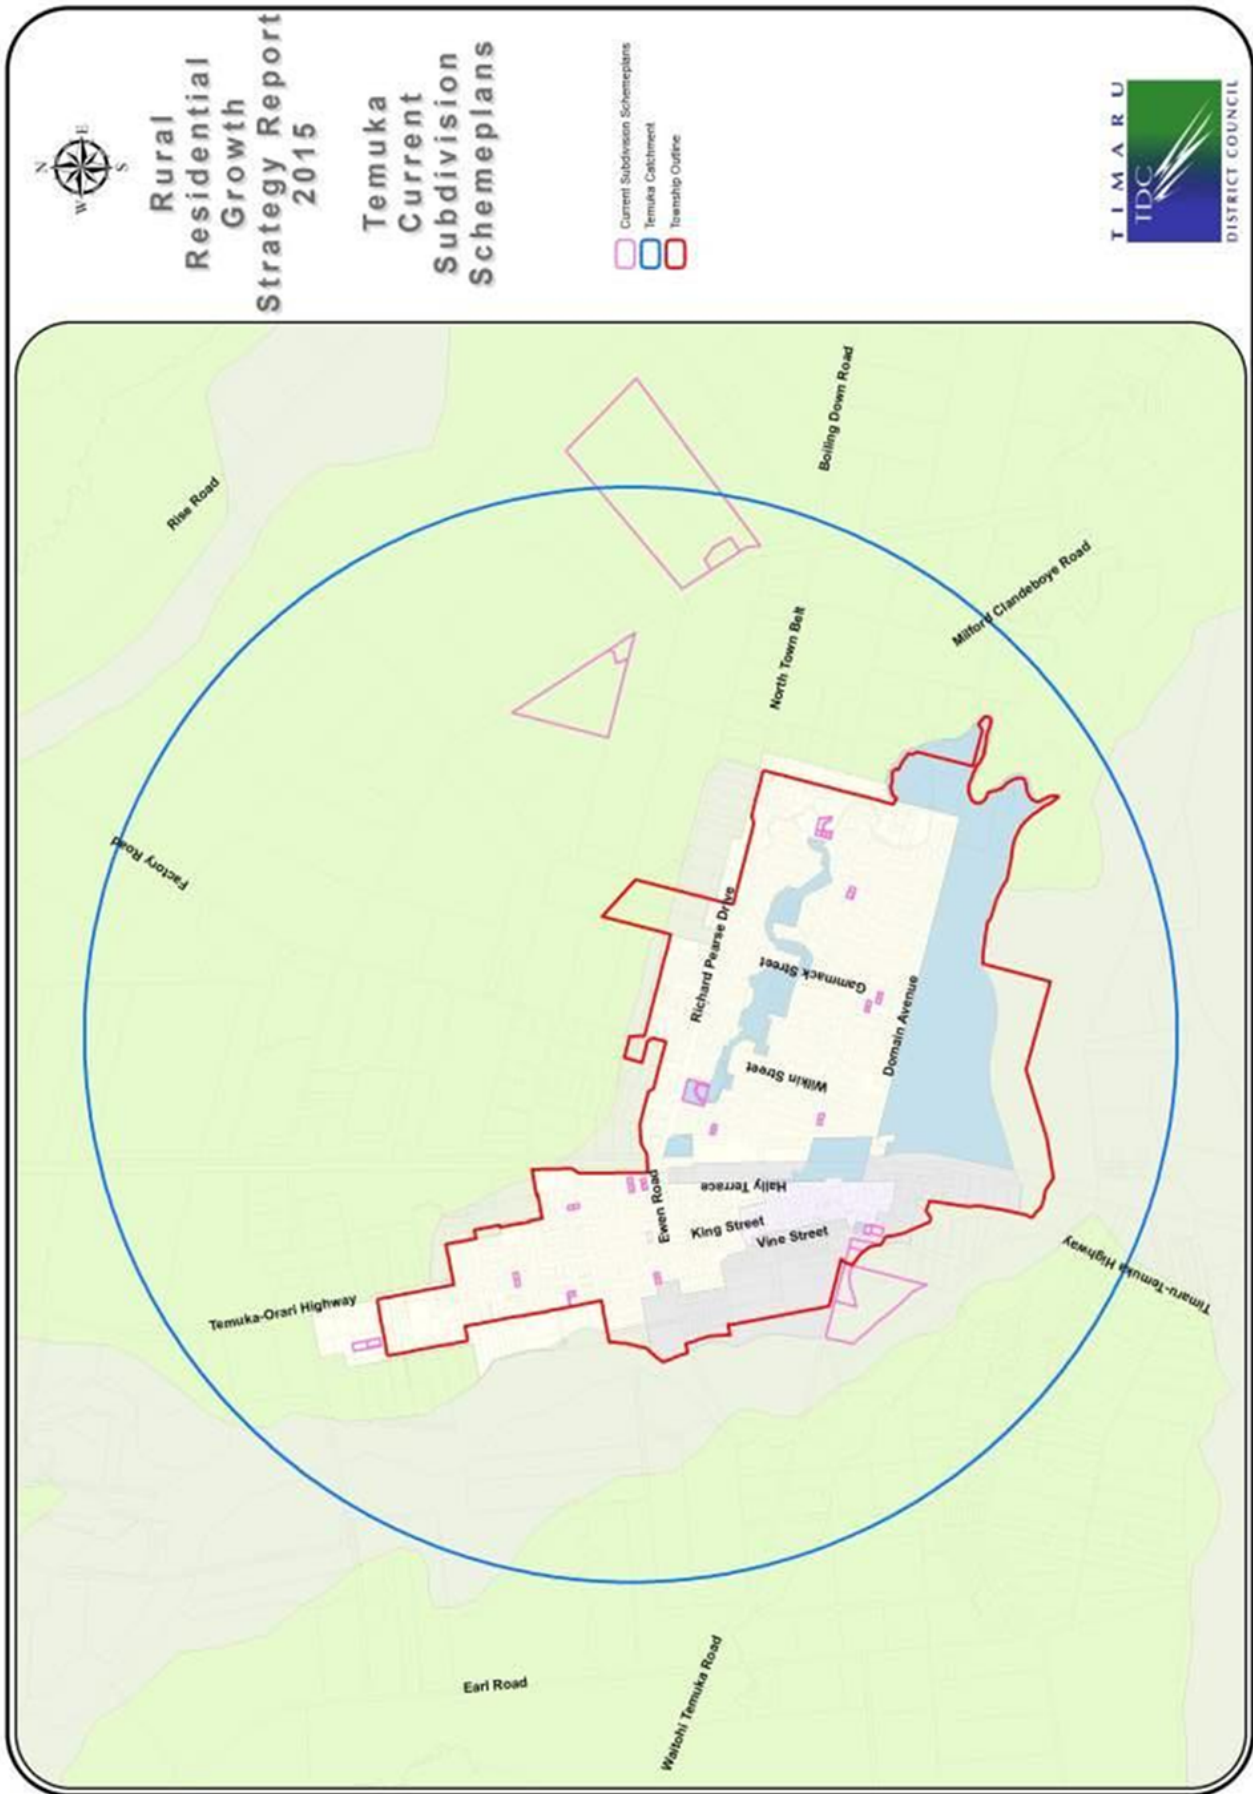 N
W
E
S
Rural
Residential
Growth
Strategy Report
2015
Temuka
Current
Subdivision
Schemeplans
Current Subdivision Schemeplans
Temuka Catchment
Township Outline
TIMARU
TDC
DISTRICT COUNCIL
Rise Road
Boiling Down Road
Milford Clandeboye Road
North Town Belt
Factory Road
Richard Pearse Drive
Gammack Street
Domain Avenue
Wilkin Street
Hally Terrace
Ewen Road
King Street
Vine Street
Timaru-Temuka Highway
Temuka-Orari Highway
Earl Road
Waitohi Temuka Road